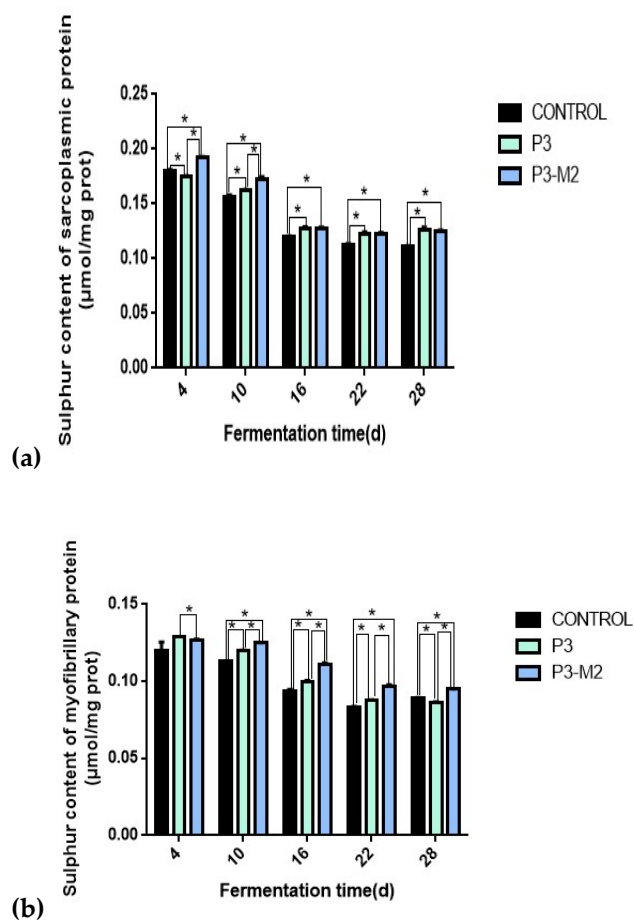 Sulphur content of sarcoplasmic protein
(μmol/mg prot)
0.25
0.20
0.15
0.10
0.05
0.00
* * *
* * *
* *
* *
* *
4 10 16 22 28
Fermentation time(d)
CONTROL
P3
P3-M2
(a)
Sulphur content of myofibrillary protein
(μmol/mg prot)
0.15
0.10
0.05
0.00
*
* * *
* * *
* * *
* * *
4 10 16 22 28
Fermentation time(d)
CONTROL
P3
P3-M2
(b)